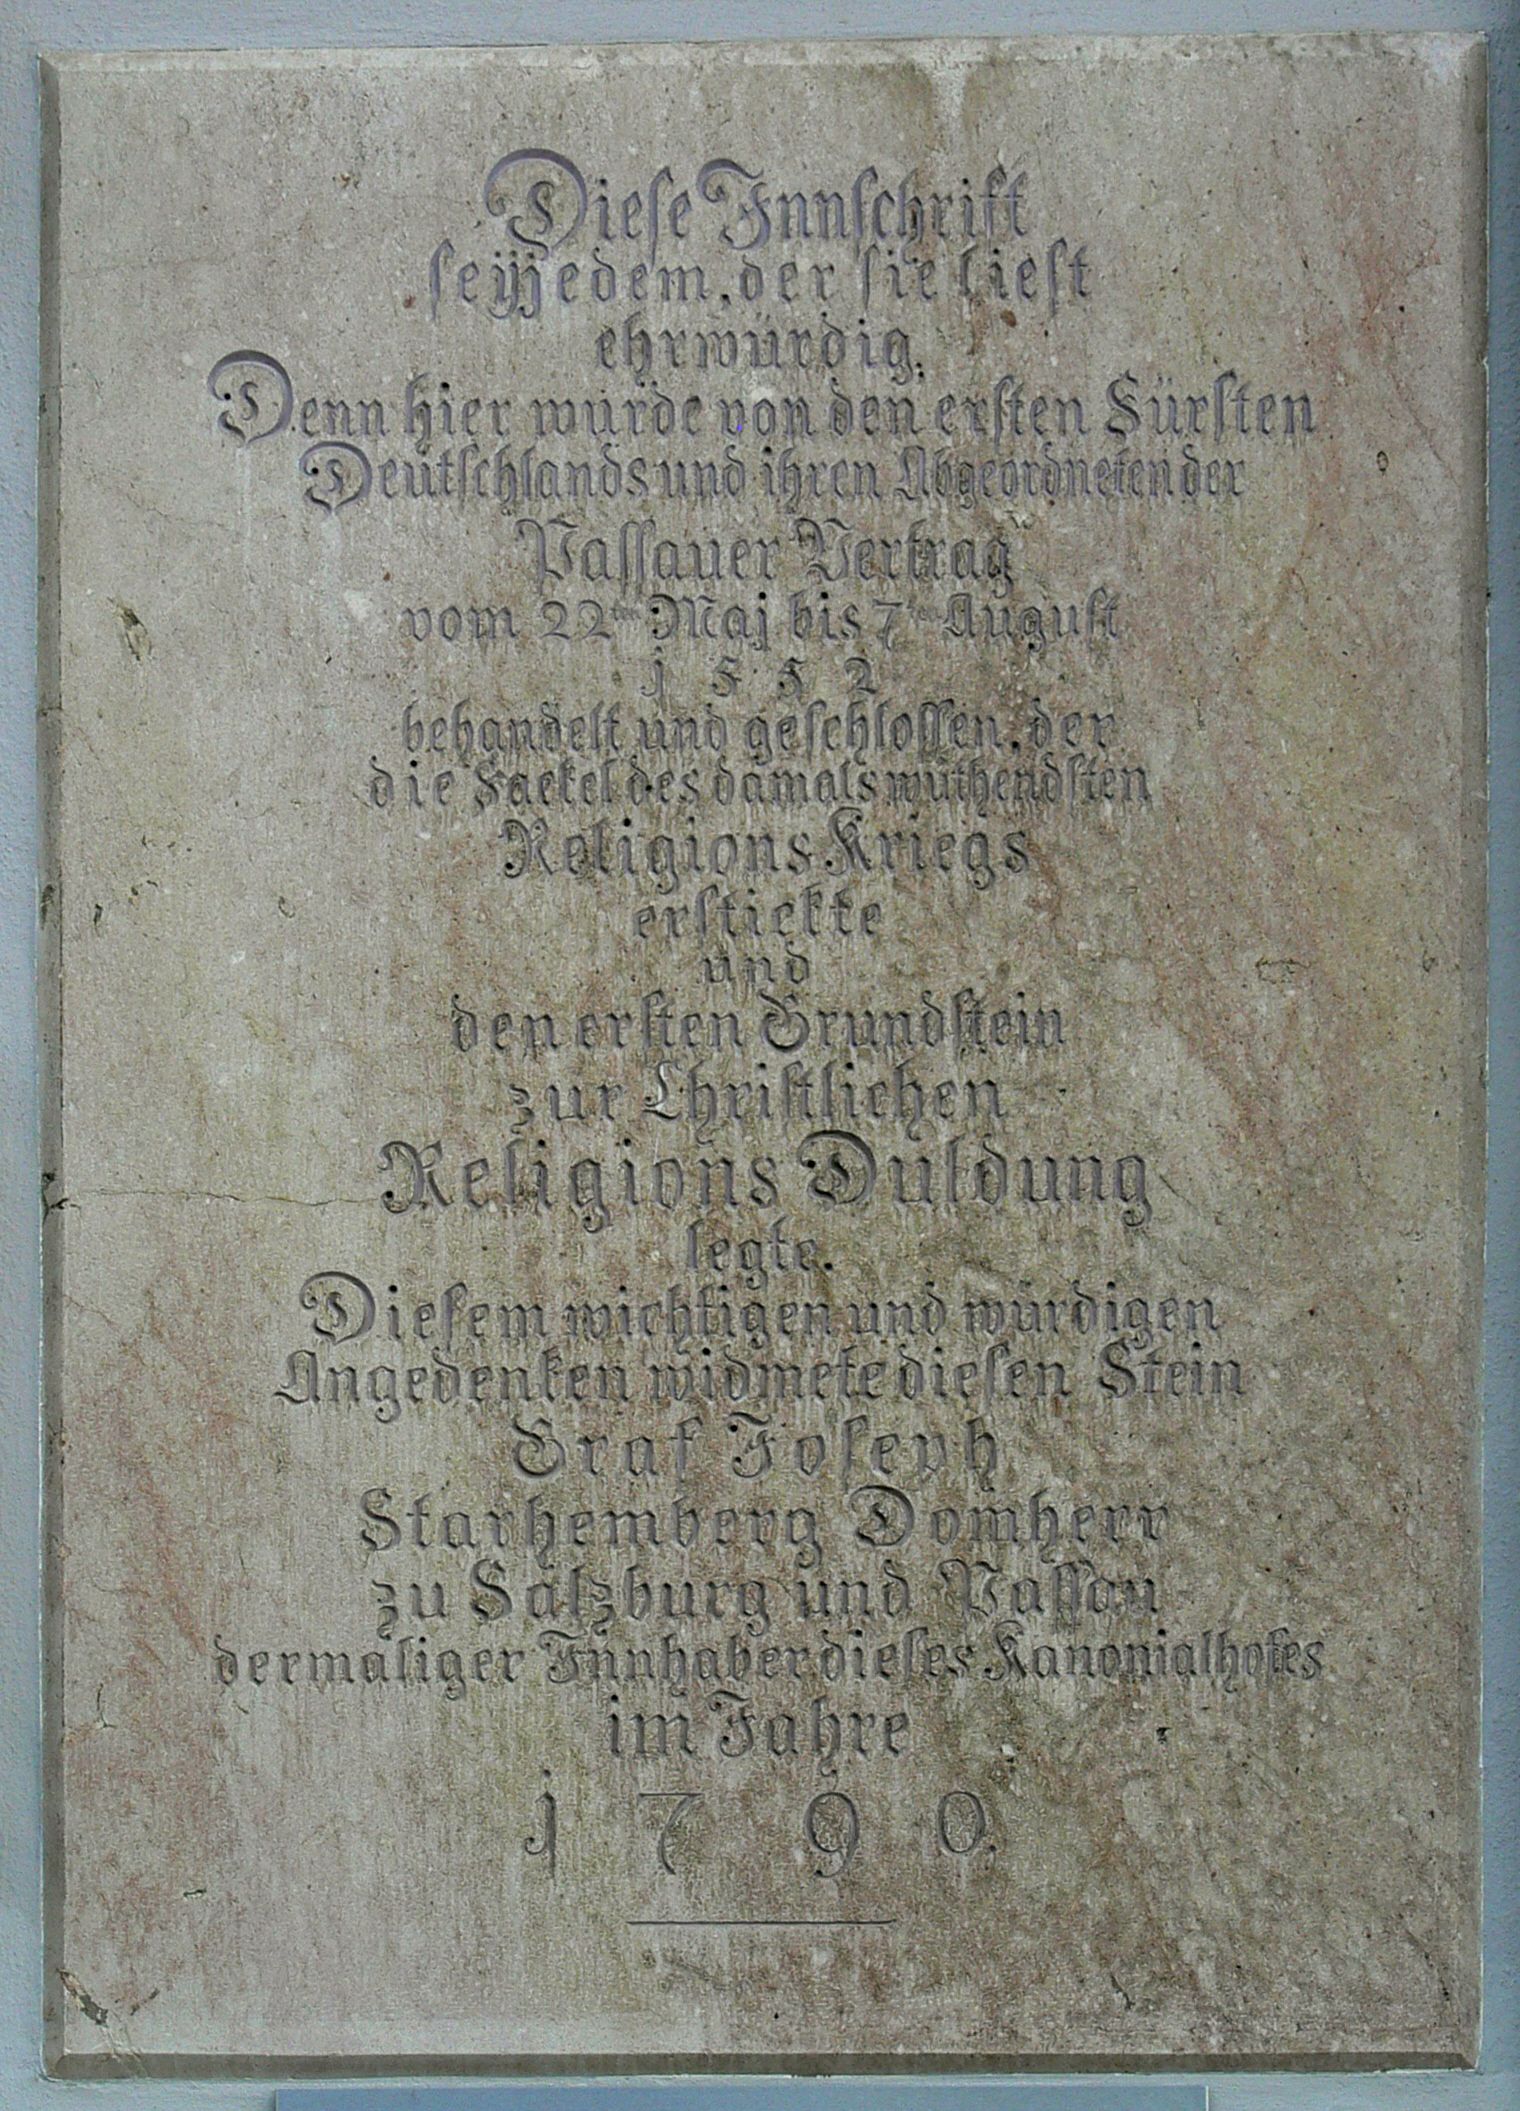 Diese Innschrift
seÿ jedem, der sie liest
ehrwürdig.
Denn hier wurde von den ersten Fürsten
Deutschlands und ihren Abgeordneten der
Passauer Vertrag
vom 22ten Maj bis 7ten August
1552
behandelt und geschlossen, der
die Fackel des damals wüthendsten
Religions Kriegs
erstickte
und
den ersten Grundstein
zur Christlichen
Religions Duldung
legte.
Diesem wichtigen und würdigen
Angedenken widmete diesen Stein
Graf Joseph
Starhemberg Domherr
zu Salzburg und Passau
dermaliger Innhaber dieses Kanonialhofes
im Jahre
1790.